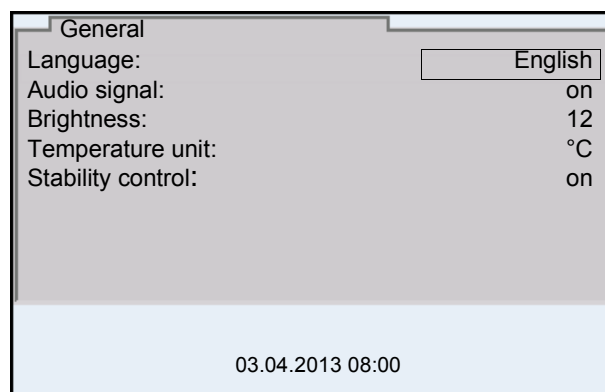 General
Language: English
Audio signal: on
Brightness: 12
Temperature unit: °C
Stability control: on
03.04.2013 08:00